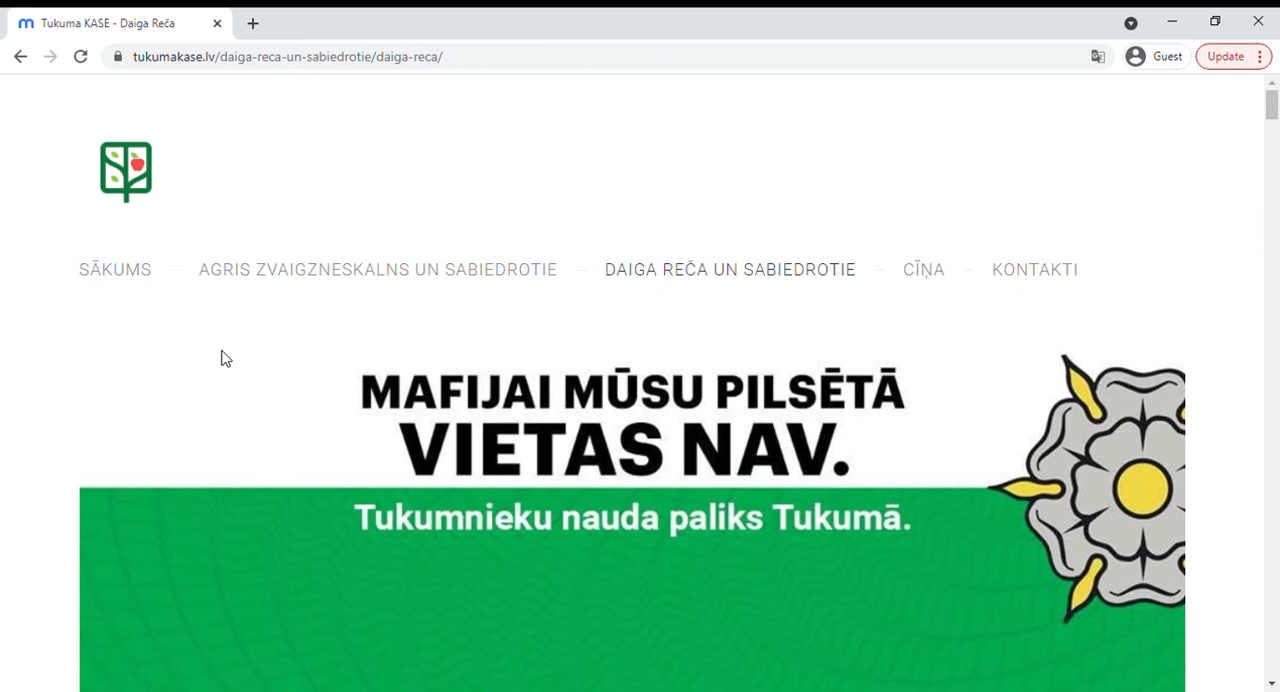 Tukuma KASE - Daiga Reča
tukumakase.lv/daiga-reca-un-sabiedrotie/daiga-reca/
Guest
Update
SĀKUMS — AGRIS ZVAIGZNESKALNS UN SABIEDROTIE — DAIGA REČA UN SABIEDROTIE — CĪŅA — KONTAKTI
MAFIJAI MŪSU PILSĒTĀ
VIETAS NAV.
Tukumnieku nauda paliks Tukumā.